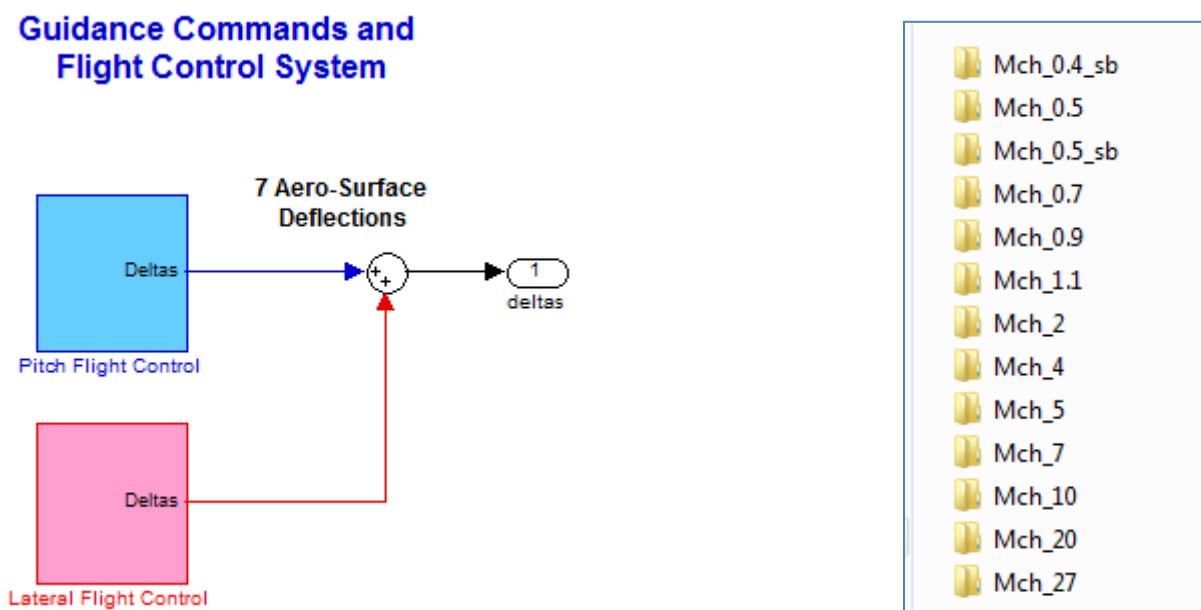 Guidance Commands and
Flight Control System
7 Aero-Surface
Deflections
Deltas
Pitch Flight Control
+
+
1
deltas
Deltas
Lateral Flight Control
Mch_0.4_sb
Mch_0.5
Mch_0.5_sb
Mch_0.7
Mch_0.9
Mch_1.1
Mch_2
Mch_4
Mch_5
Mch_7
Mch_10
Mch_20
Mch_27